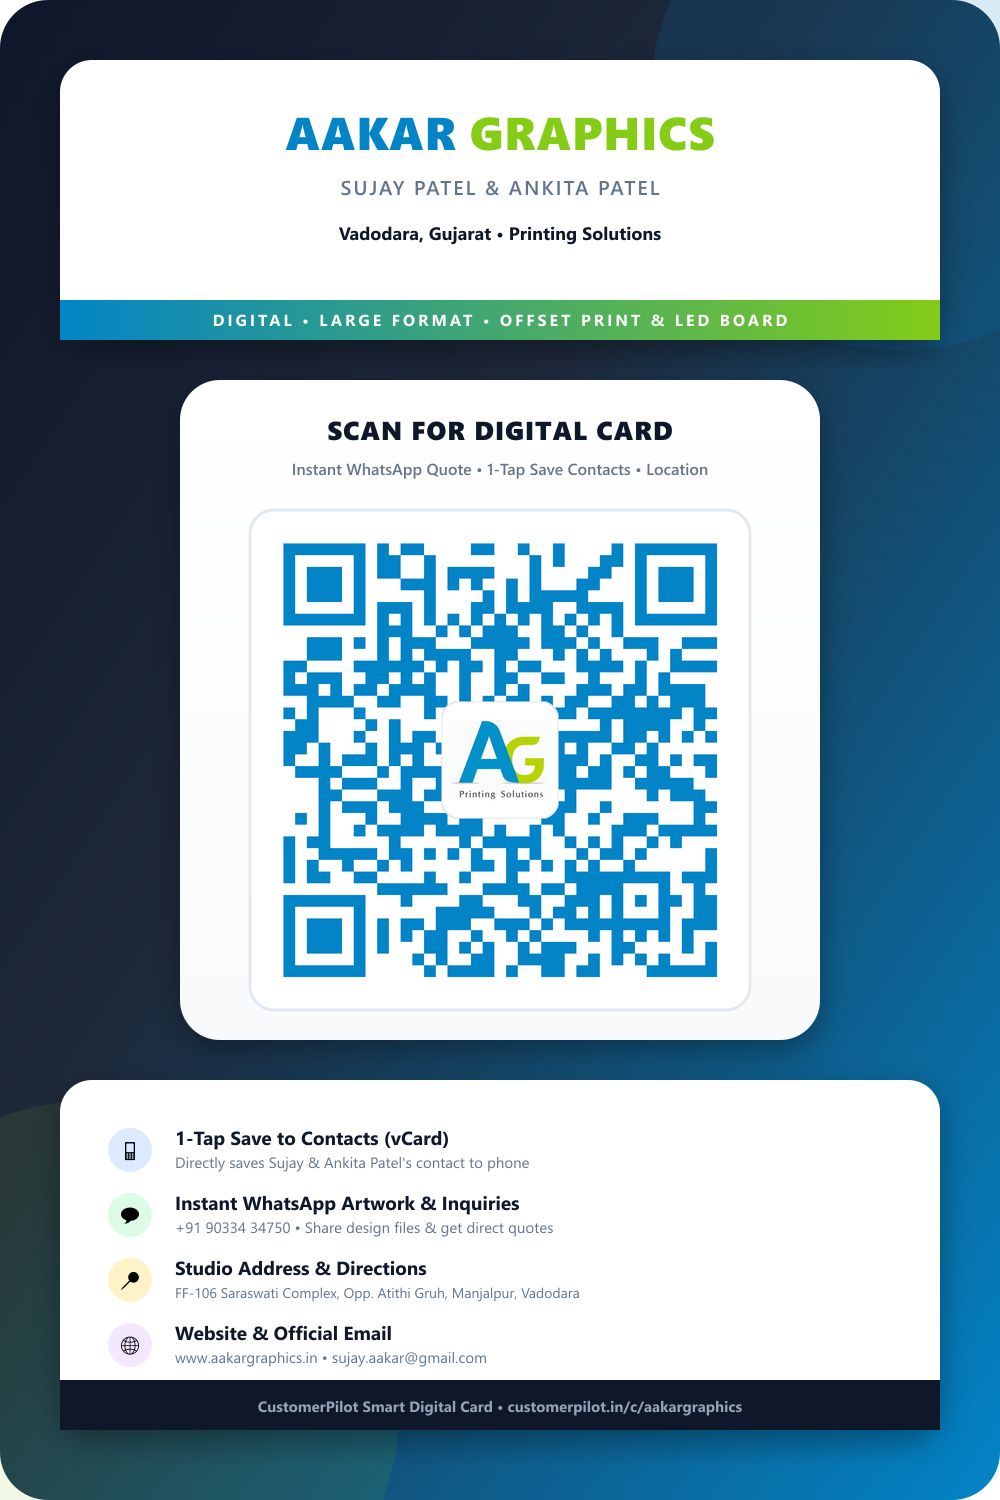 AAKAR GRAPHICS
SUJAY PATEL & ANKITA PATEL
Vadodara, Gujarat • Printing Solutions
DIGITAL • LARGE FORMAT • OFFSET PRINT & LED BOARD
SCAN FOR DIGITAL CARD
Instant WhatsApp Quote • 1-Tap Save Contacts • Location
AG
Printing Solutions
1-Tap Save to Contacts (vCard)
Directly saves Sujay & Ankita Patel's contact to phone
Instant WhatsApp Artwork & Inquiries
+91 90334 34750 • Share design files & get direct quotes
Studio Address & Directions
FF-106 Saraswati Complex, Opp. Atithi Gruh, Manjalpur, Vadodara
Website & Official Email
www.aakargraphics.in • sujay.aakar@gmail.com
CustomerPilot Smart Digital Card • customerpilot.in/c/aakargraphics